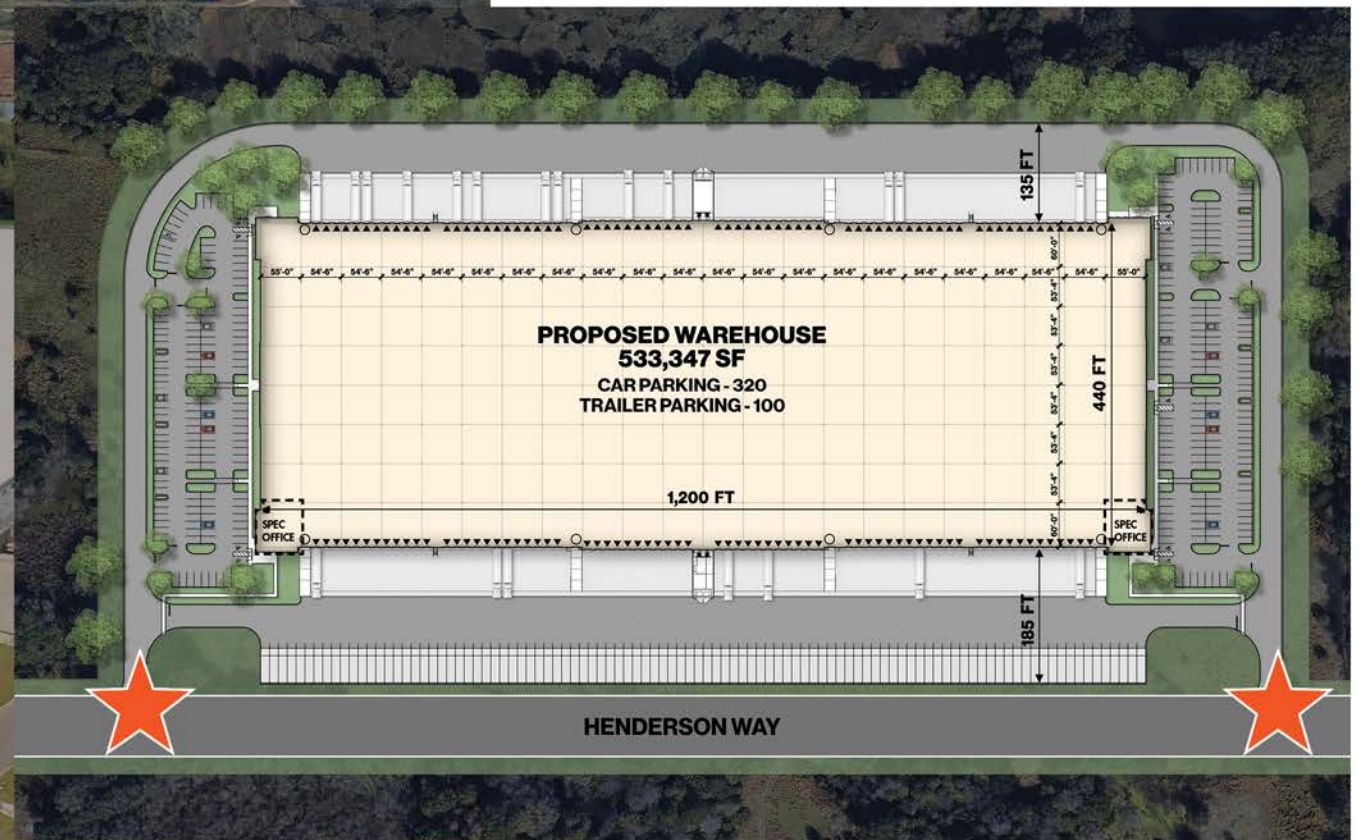 135 FT
60'-0"
55'-0" 54'-6" 54'-6" 54'-6" 54'-6" 54'-6" 54'-6" 54'-6" 54'-6" 54'-6" 54'-6" 54'-6" 54'-6" 54'-6" 54'-6" 54'-6" 54'-6" 54'-6" 54'-6" 54'-6" 54'-6" 55'-0"
53'-4"
53'-4"
53'-4"
53'-4"
53'-4"
53'-4"
60'-0"
440 FT
PROPOSED WAREHOUSE
533,347 SF
CAR PARKING - 320
TRAILER PARKING - 100
1,200 FT
SPEC
OFFICE
SPEC
OFFICE
185 FT
HENDERSON WAY